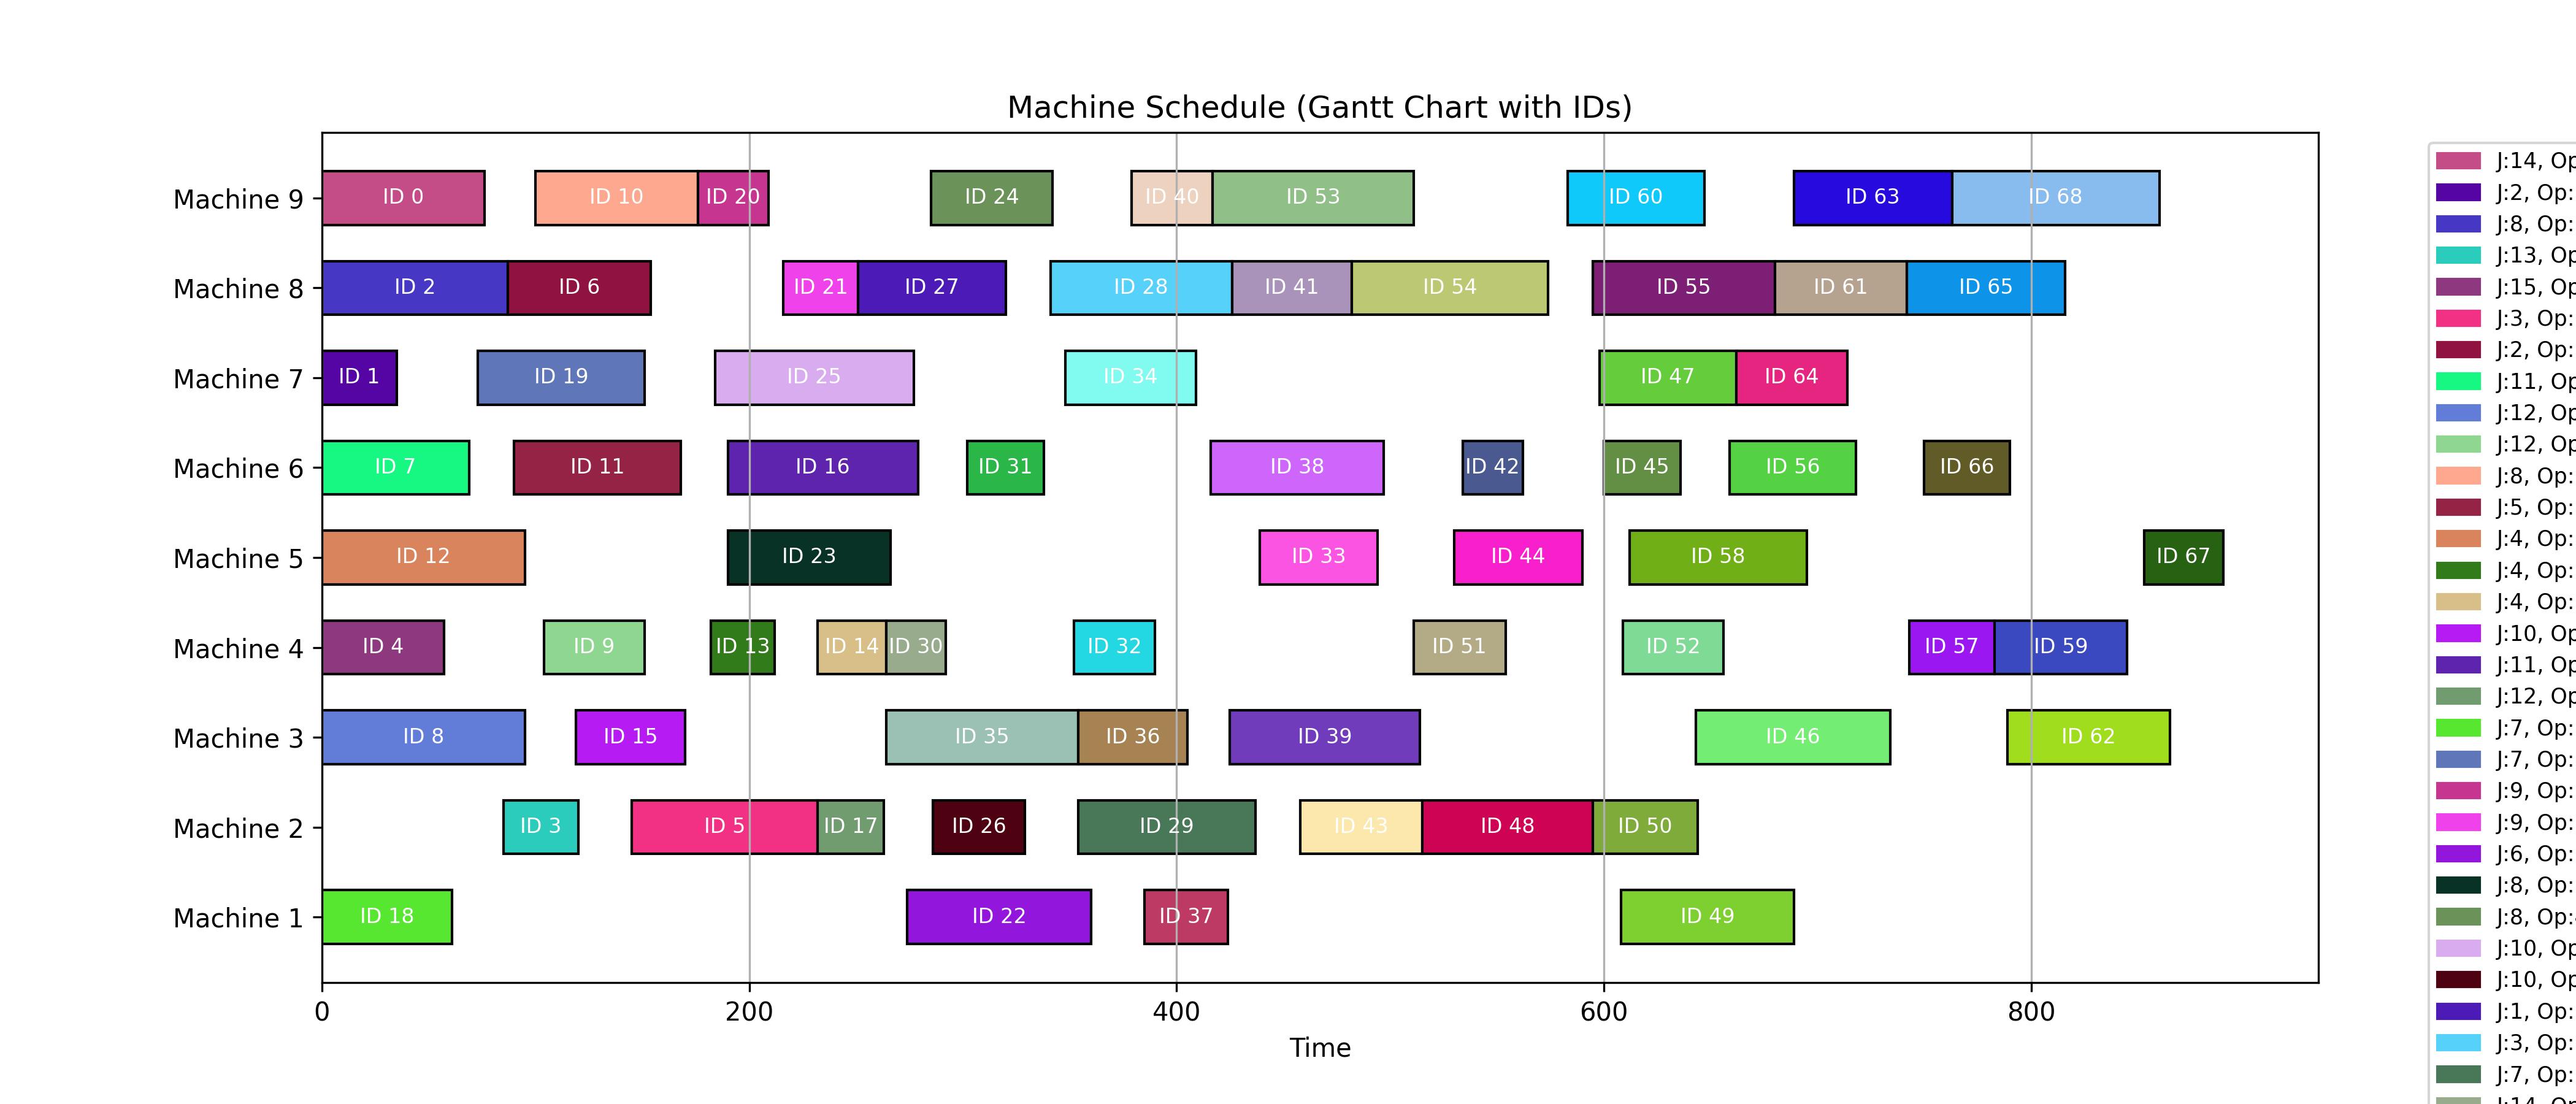 Machine Schedule (Gantt Chart with IDs)
Machine 9
ID 0
ID 10
ID 20
ID 24
ID 40
ID 53
ID 60
ID 63
ID 68
Machine 8
ID 2
ID 6
ID 21
ID 27
ID 28
ID 41
ID 54
ID 55
ID 61
ID 65
Machine 7
ID 1
ID 19
ID 25
ID 34
ID 47
ID 64
Machine 6
ID 7
ID 11
ID 16
ID 31
ID 38
ID 42
ID 45
ID 56
ID 66
Machine 5
ID 12
ID 23
ID 33
ID 44
ID 58
ID 67
Machine 4
ID 4
ID 9
ID 13
ID 14
ID 30
ID 32
ID 51
ID 52
ID 57
ID 59
Machine 3
ID 8
ID 15
ID 35
ID 36
ID 39
ID 46
ID 62
Machine 2
ID 3
ID 5
ID 17
ID 26
ID 29
ID 43
ID 48
ID 50
Machine 1
ID 18
ID 22
ID 37
ID 49
0
200
400
600
800
Time
J:14, Op
J:2, Op:
J:8, Op:
J:13, Op
J:15, Op
J:3, Op:
J:2, Op:
J:11, Op
J:12, Op
J:12, Op
J:8, Op:
J:5, Op:
J:4, Op:
J:4, Op:
J:4, Op:
J:10, Op
J:11, Op
J:12, Op
J:7, Op:
J:7, Op:
J:9, Op:
J:9, Op:
J:6, Op:
J:8, Op:
J:8, Op:
J:10, Op
J:10, Op
J:1, Op:
J:3, Op:
J:7, Op: